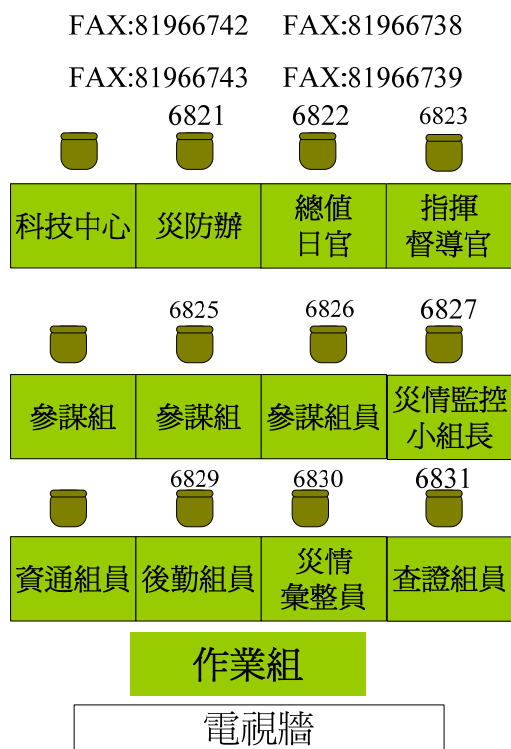 FAX:81966742 FAX:81966738
FAX:81966743 FAX:81966739
6821 6822 6823
科技中心 災防辦 總值日官 指揮督導官
6825 6826 6827
參謀組 參謀組 參謀組員 災情監控小組長
6829 6830 6831
資通組員 後勤組員 災情彙整員 查證組員
作業組
電視牆